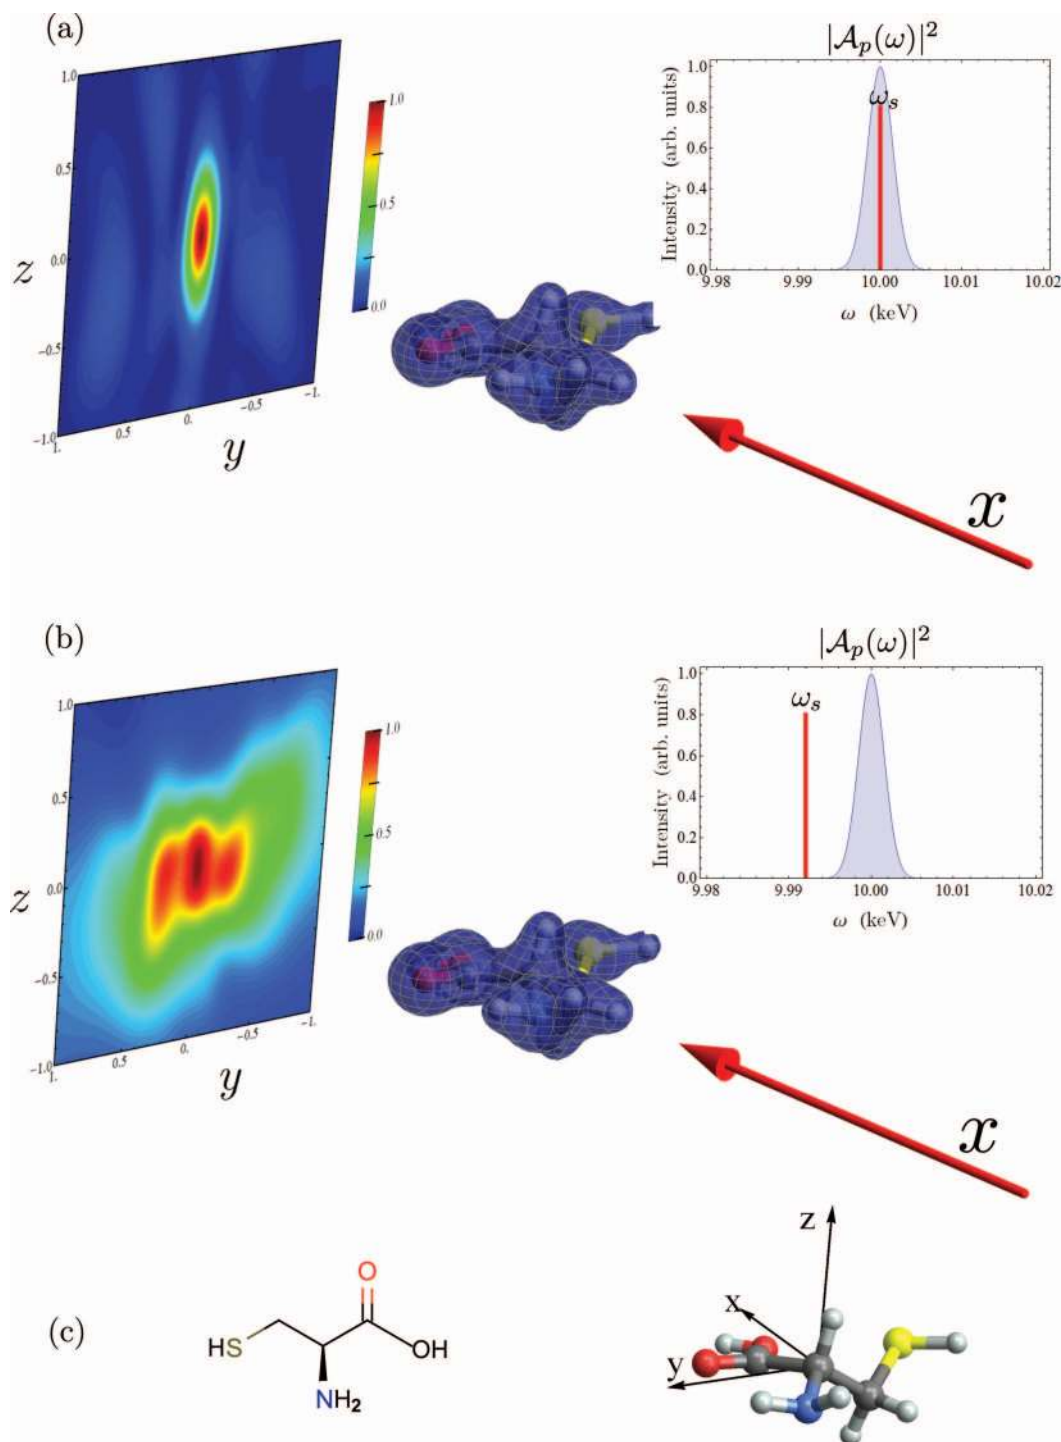 (a)
|𝒜ₚ(ω)|²
1.0
0.5
0.0
−0.5
−1.0
z
1.
0.5
0.
−0.5
−1.
y
1.0
0.5
0.0
Intensity (arb. units)
1.0
0.8
0.6
0.4
0.2
0.0
ωₛ
9.98 9.99 10.00 10.01 10.02
ω (keV)
x
(b)
|𝒜ₚ(ω)|²
1.0
0.5
0.0
−0.5
−1.0
z
1.
0.5
0.
−0.5
−1.
y
1.0
0.5
0.0
Intensity (arb. units)
1.0
0.8
0.6
0.4
0.2
0.0
ωₛ
9.98 9.99 10.00 10.01 10.02
ω (keV)
x
(c)
O
HS
OH
NH₂
z
x
y